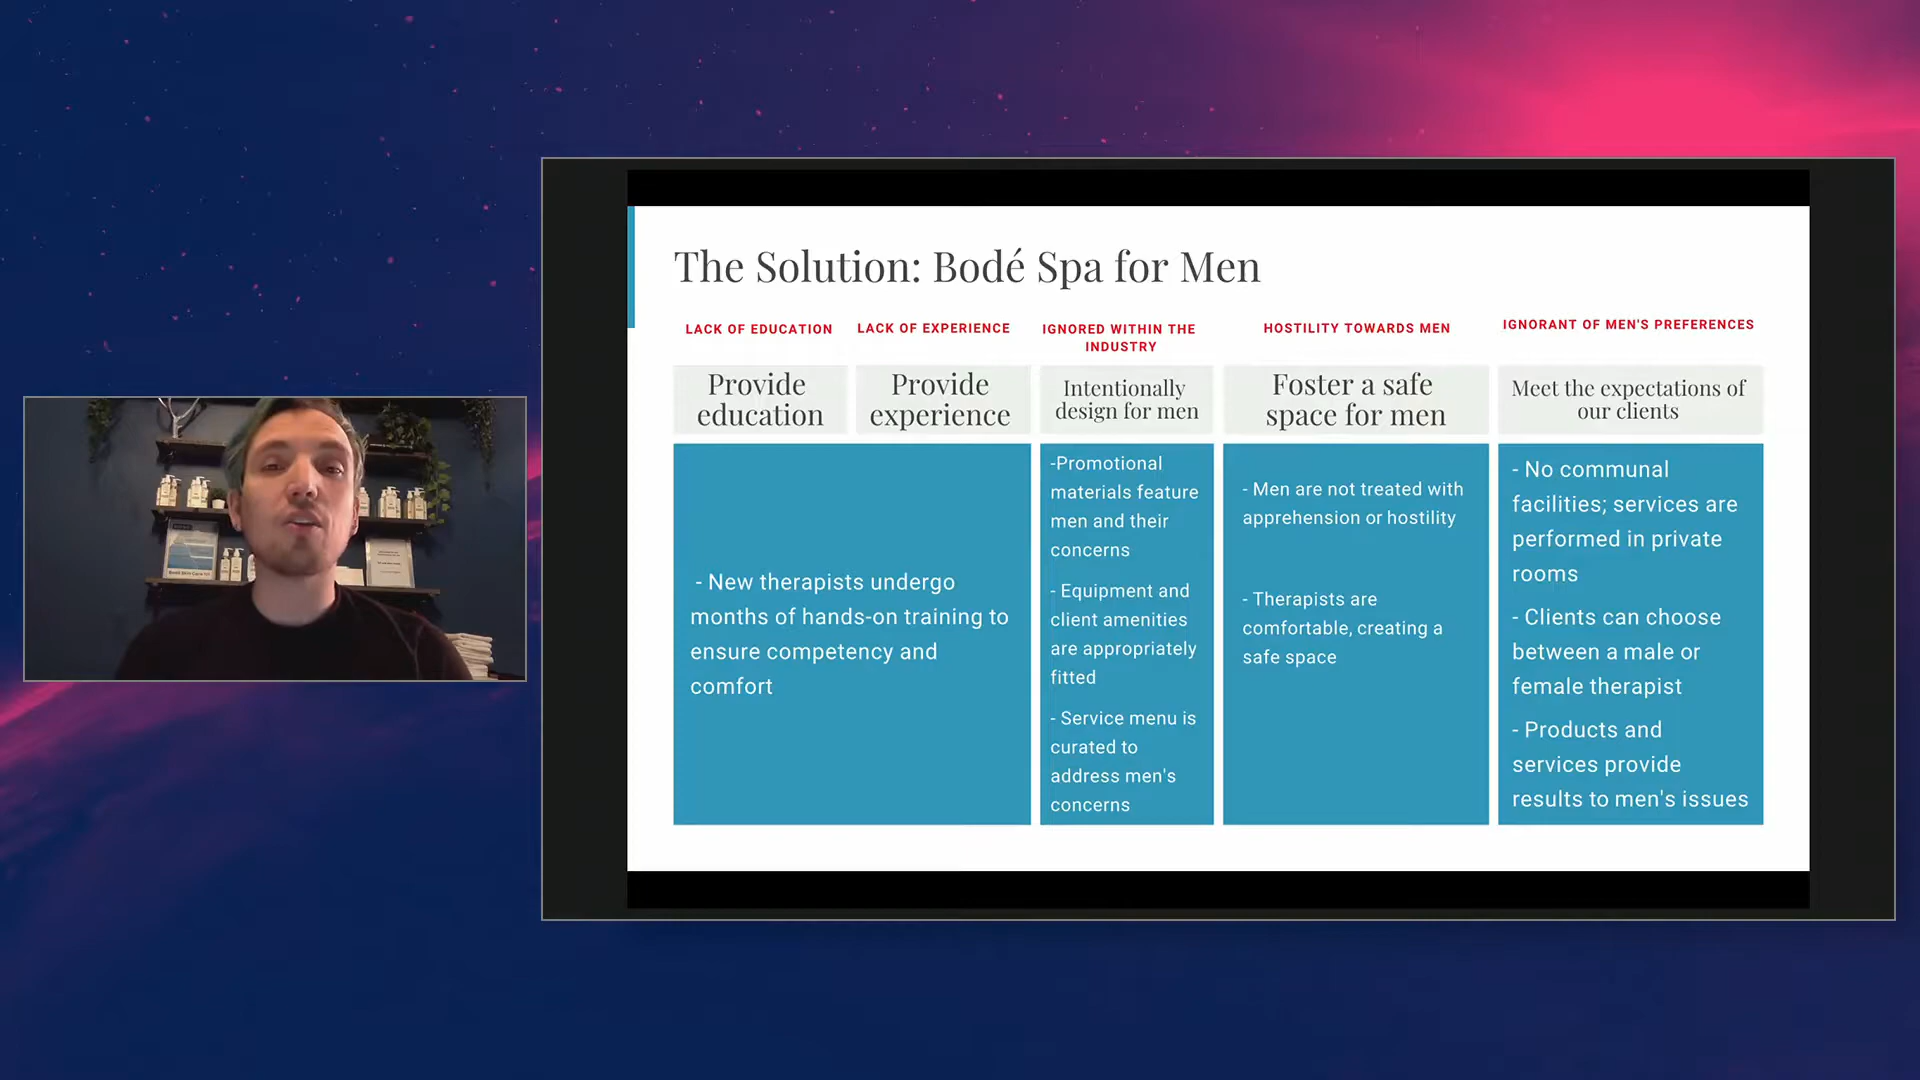 The Solution: Bodé Spa for Men
LACK OF EDUCATION
LACK OF EXPERIENCE
IGNORED WITHIN THE
INDUSTRY
HOSTILITY TOWARDS MEN
IGNORANT OF MEN'S PREFERENCES
Provide
education
Provide
experience
Intentionally
design for men
Foster a safe
space for men
Meet the expectations of
our clients
- New therapists undergo
months of hands-on training to
ensure competency and
comfort
-Promotional
materials feature
men and their
concerns
- Equipment and
client amenities
are appropriately
fitted
- Service menu is
curated to
address men's
concerns
- Men are not treated with
apprehension or hostility
- Therapists are
comfortable, creating a
safe space
- No communal
facilities; services are
performed in private
rooms
- Clients can choose
between a male or
female therapist
- Products and
services provide
results to men's issues